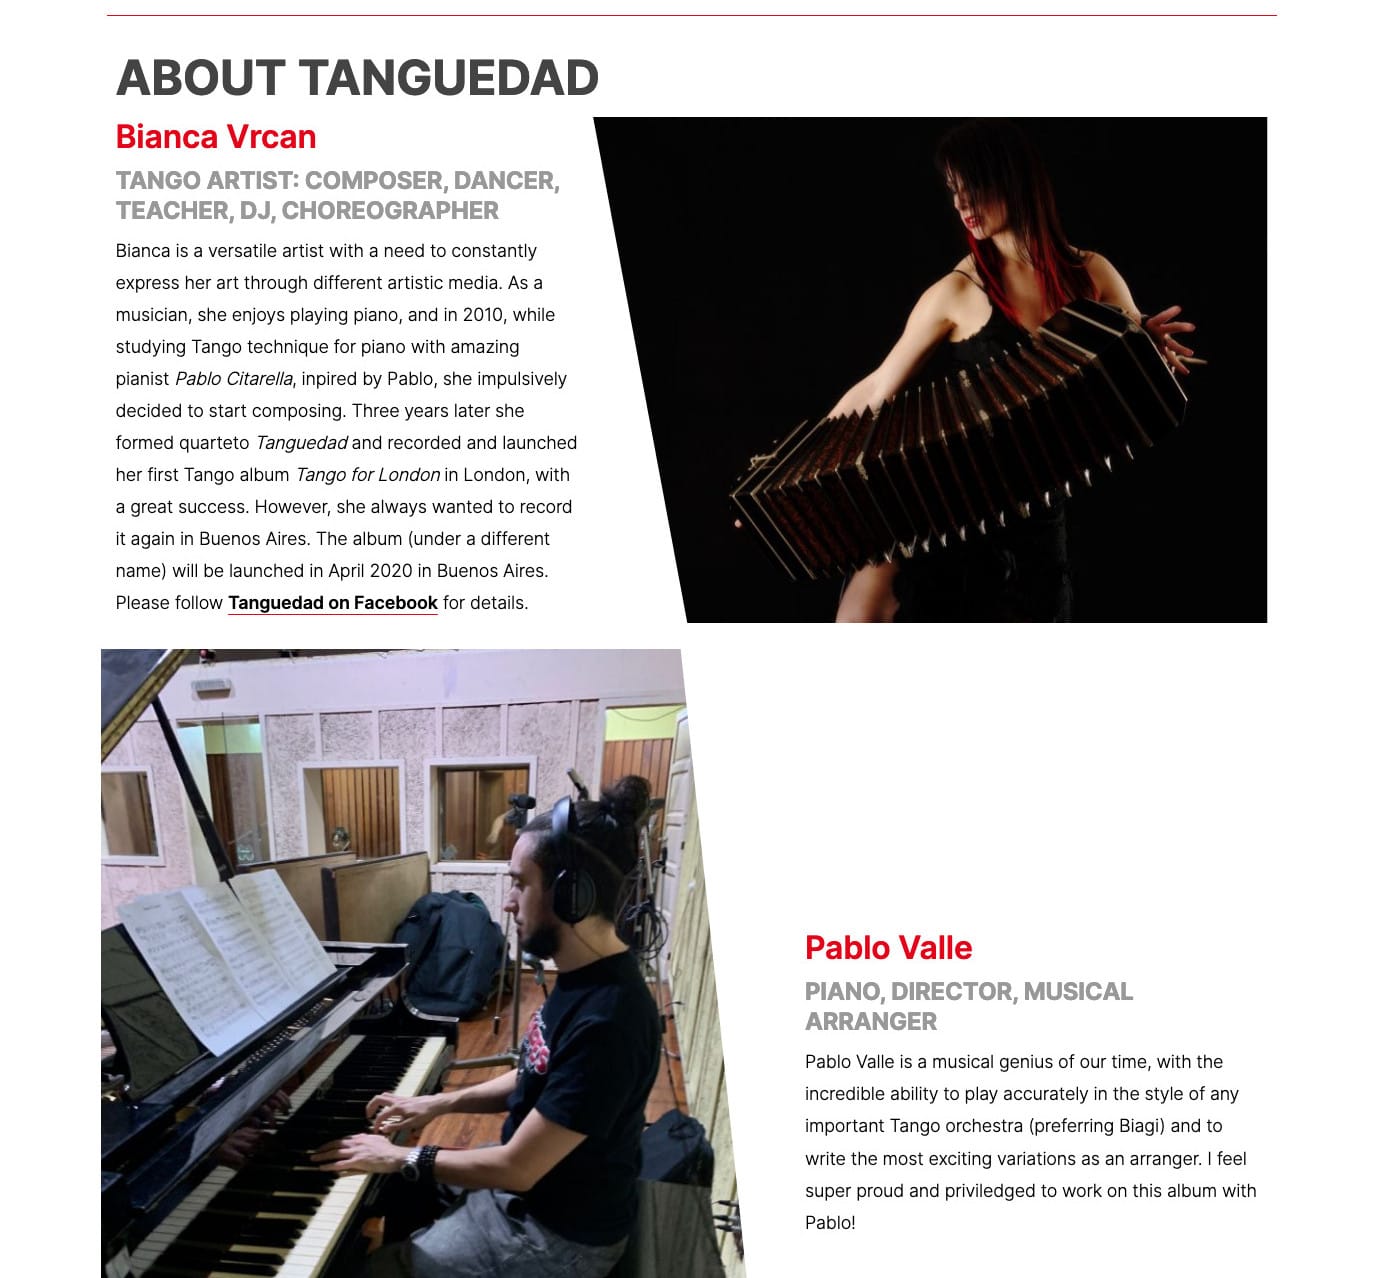 ABOUT TANGUEDAD
Bianca Vrcan
TANGO ARTIST: COMPOSER, DANCER,
TEACHER, DJ, CHOREOGRAPHER
Bianca is a versatile artist with a need to constantly
express her art through different artistic media. As a
musician, she enjoys playing piano, and in 2010, while
studying Tango technique for piano with amazing
pianist Pablo Citarella, inpired by Pablo, she impulsively
decided to start composing. Three years later she
formed quarteto Tanguedad and recorded and launched
her first Tango album Tango for London in London, with
a great success. However, she always wanted to record
it again in Buenos Aires. The album (under a different
name) will be launched in April 2020 in Buenos Aires.
Please follow Tanguedad on Facebook for details.
Pablo Valle
PIANO, DIRECTOR, MUSICAL
ARRANGER
Pablo Valle is a musical genius of our time, with the
incredible ability to play accurately in the style of any
important Tango orchestra (preferring Biagi) and to
write the most exciting variations as an arranger. I feel
super proud and priviledged to work on this album with
Pablo!